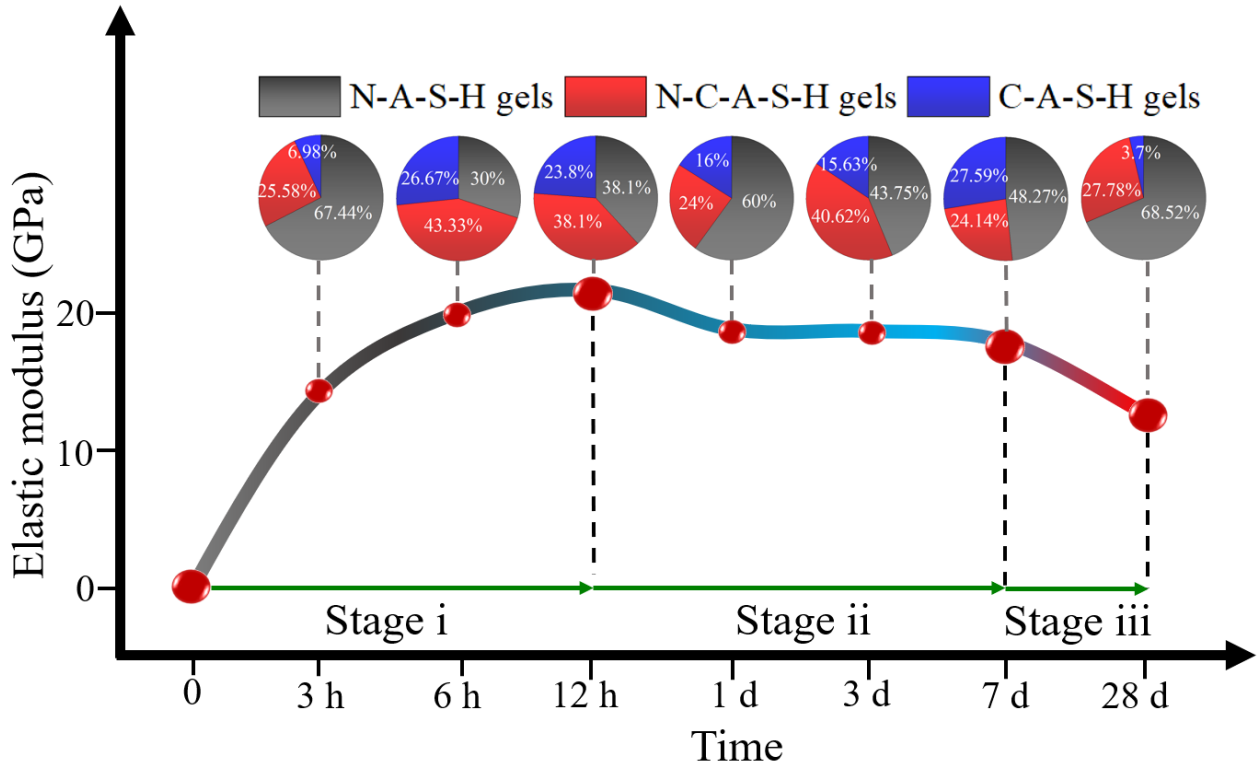 N-A-S-H gels N-C-A-S-H gels C-A-S-H gels
6.98% 25.58% 67.44%
26.67% 30% 43.33%
23.8% 38.1% 38.1%
16% 24% 60%
15.63% 43.75% 40.62%
27.59% 48.27% 24.14%
3.7% 27.78% 68.52%
Elastic modulus (GPa)
20
10
0
Stage i Stage ii Stage iii
0 3 h 6 h 12 h 1 d 3 d 7 d 28 d
Time